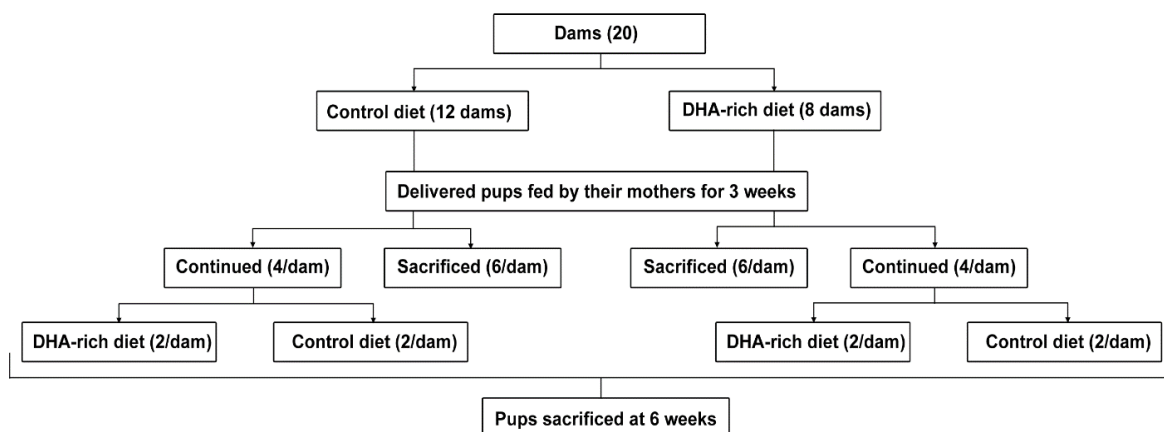 Dams (20)
Control diet (12 dams)
DHA-rich diet (8 dams)
Delivered pups fed by their mothers for 3 weeks
Continued (4/dam)
Sacrificed (6/dam)
Sacrificed (6/dam)
Continued (4/dam)
DHA-rich diet (2/dam)
Control diet (2/dam)
DHA-rich diet (2/dam)
Control diet (2/dam)
Pups sacrificed at 6 weeks